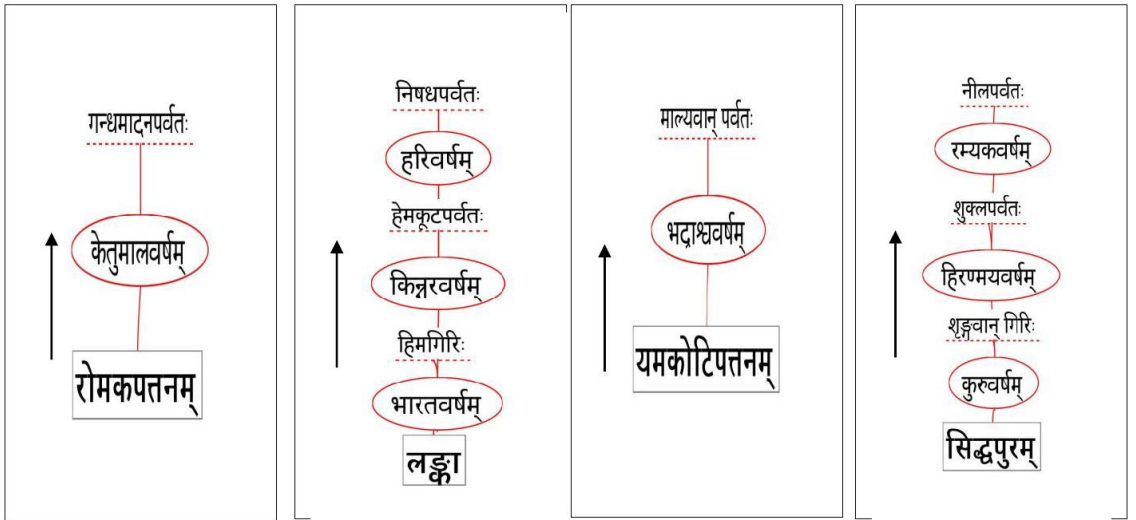 गन्धमादनपर्वतः
केतुमालवर्षम्
रोमकपत्तनम्
निषधपर्वतः
हरिवर्षम्
हेमकूटपर्वतः
किन्नरवर्षम्
हिमगिरिः
भारतवर्षम्
लङ्का
माल्यवान् पर्वतः
भद्राश्ववर्षम्
यमकोटिपत्तनम्
नीलपर्वतः
रम्यकवर्षम्
शुक्लपर्वतः
हिरण्मयवर्षम्
शृङ्गवान् गिरिः
कुरुवर्षम्
सिद्धपुरम्